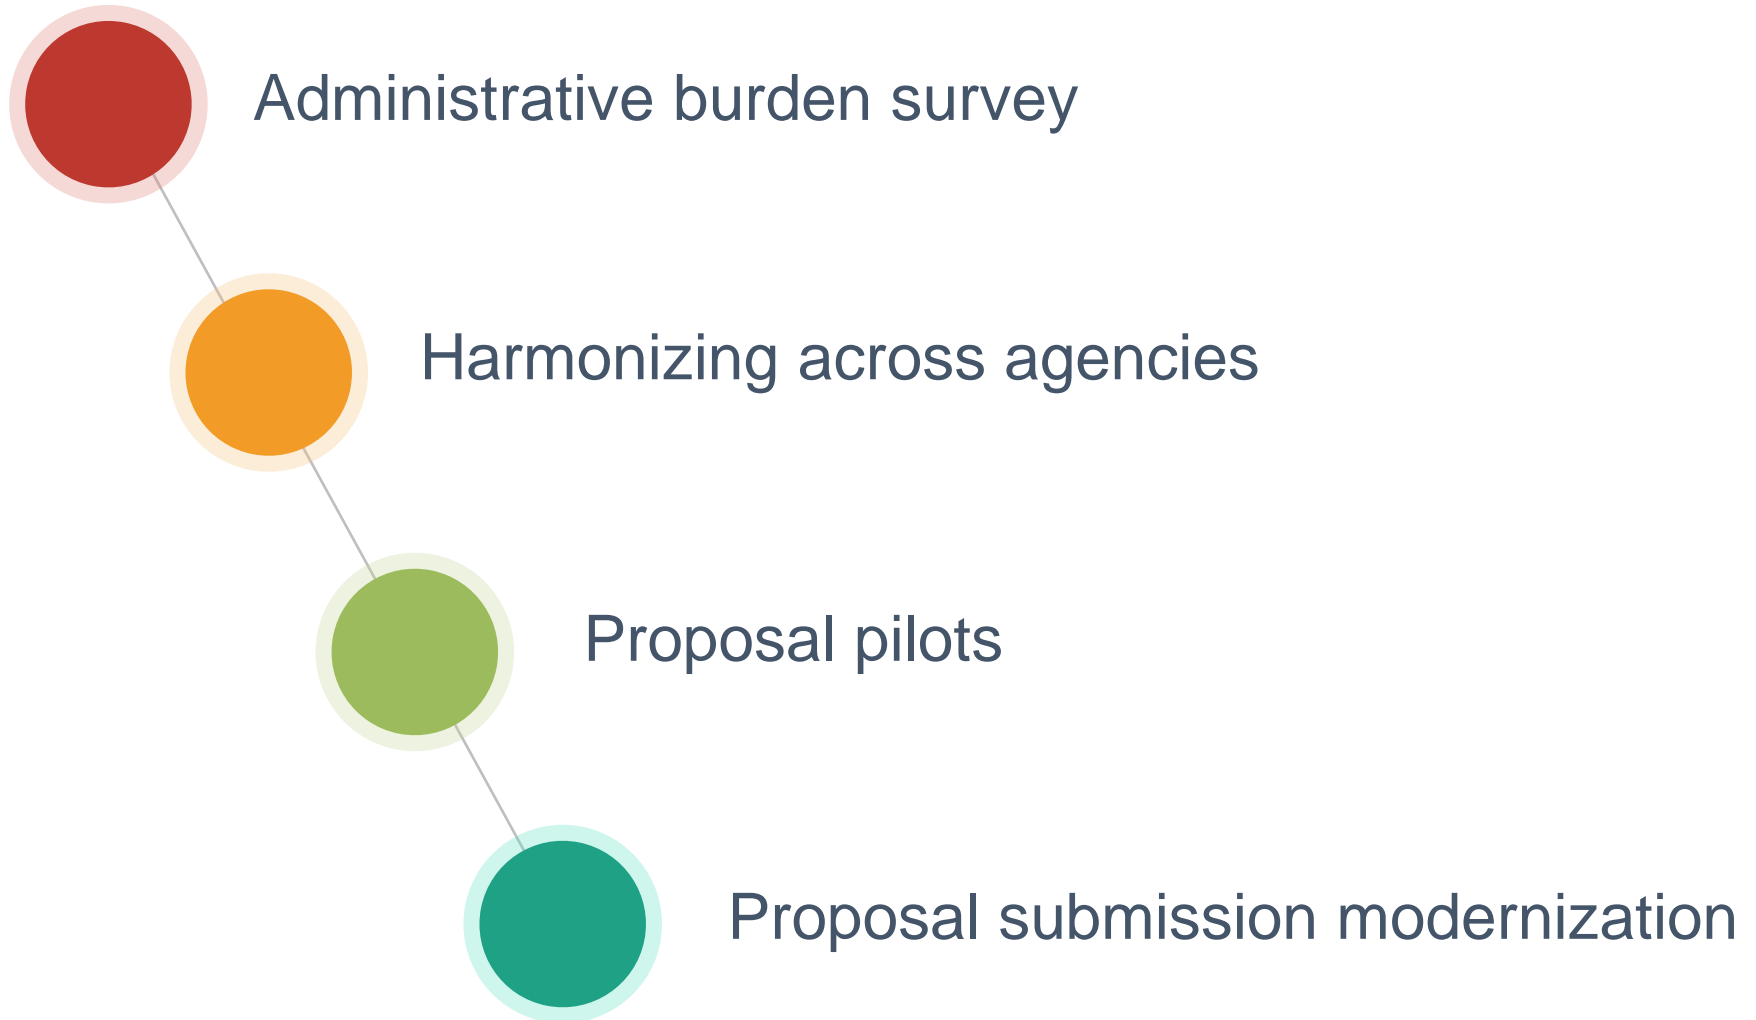 Administrative burden survey
Harmonizing across agencies
Proposal pilots
Proposal submission modernization